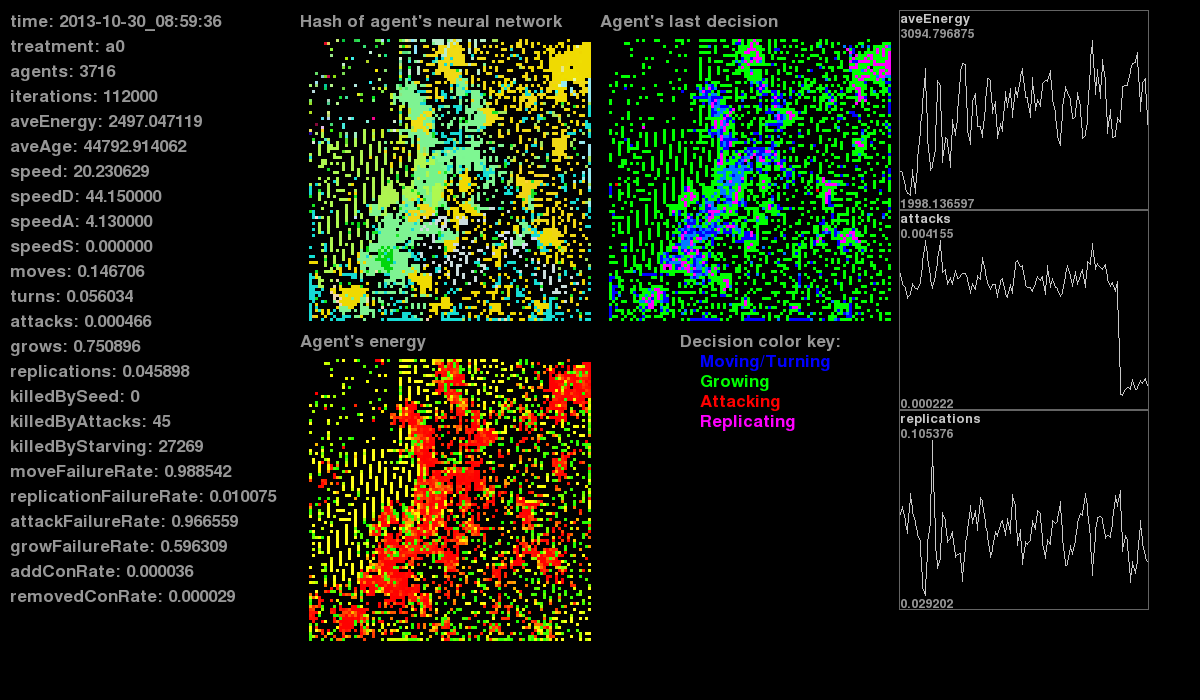 time: 2013-10-30_08:59:36
treatment: a0
agents: 3716
iterations: 112000
aveEnergy: 2497.047119
aveAge: 44792.914062
speed: 20.230629
speedD: 44.150000
speedA: 4.130000
speedS: 0.000000
moves: 0.146706
turns: 0.056034
attacks: 0.000466
grows: 0.750896
replications: 0.045898
killedBySeed: 0
killedByAttacks: 45
killedByStarving: 27269
moveFailureRate: 0.988542
replicationFailureRate: 0.010075
attackFailureRate: 0.966559
growFailureRate: 0.596309
addConRate: 0.000036
removedConRate: 0.000029
Hash of agent's neural network
Agent's last decision
Agent's energy
Decision color key:
Moving/Turning
Growing
Attacking
Replicating
aveEnergy
3094.796875
1998.136597
attacks
0.004155
0.000222
replications
0.105376
0.029202